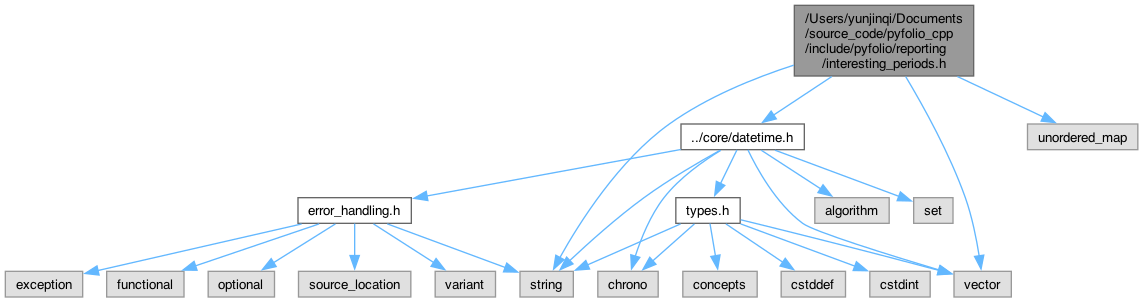 /Users/yunjinqi/Documents
/source_code/pyfolio_cpp
/include/pyfolio/reporting
/interesting_periods.h
../core/datetime.h
unordered_map
error_handling.h
types.h
algorithm
set
exception
functional
optional
source_location
variant
string
chrono
concepts
cstddef
cstdint
vector